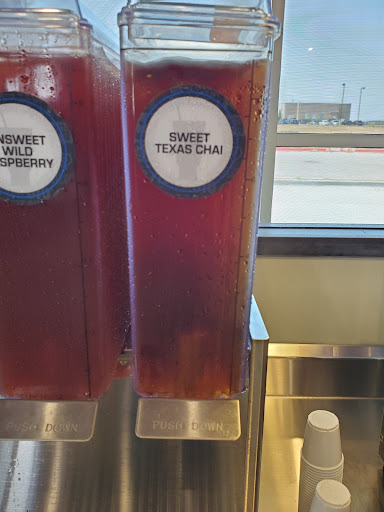 NSWEET
WILD
SPBERRY
SWEET
TEXAS CHAI
PUSH DOWN
PUSH DOWN